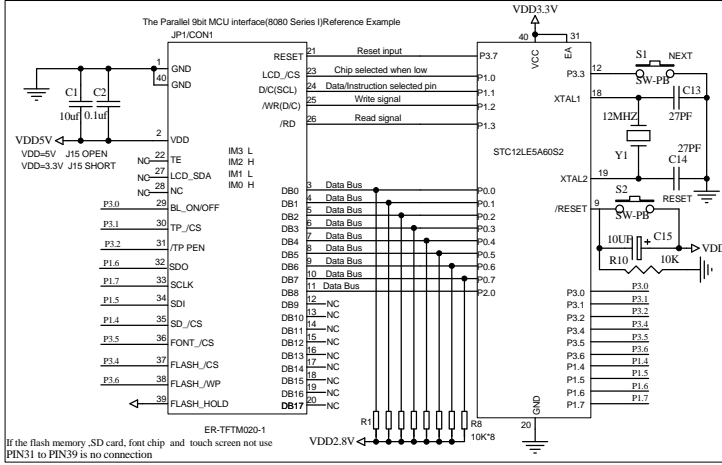 The Parallel 9bit MCU interface(8080 Series I)Reference Example
JP1/CON1
VDD3.3V
1 GND
40 GND
C1 C2
10uf 0.1uf
VDD5V
2 VDD
VDD=5V J15 OPEN
VDD=3.3V J15 SHORT
NC 22 TE
NC 27 LCD_SDA
NC 28 NC
P3.0 29 BL_ON/OFF
P3.1 30 TP_/CS
P3.2 31 /TP PEN
P1.6 32 SDO
P1.7 33 SCLK
P1.5 34 SDI
P1.4 35 SD_/CS
P3.5 36 FONT_/CS
P3.4 37 FLASH_/CS
P3.6 38 FLASH_/WP
39 FLASH_HOLD
IM3 L
IM2 H
IM1 L
IM0 H
RESET 21 Reset input P3.7
LCD_/CS 23 Chip selected when low P1.0
D/C(SCL) 24 Data/Instruction selected pin P1.1
/WR(D/C) 25 Write signal P1.2
/RD 26 Read signal P1.3
DB0 3 Data Bus P0.0
DB1 4 Data Bus P0.1
DB2 5 Data Bus P0.2
DB3 6 Data Bus P0.3
DB4 7 Data Bus P0.4
DB5 8 Data Bus P0.5
DB6 9 Data Bus P0.6
DB7 10 Data Bus P0.7
DB8 11 Data Bus P2.0
DB9 12 NC
DB10 13 NC
DB11 14 NC
DB12 15 NC
DB13 16 NC
DB14 17 NC
DB15 18 NC
DB16 19 NC
DB17 20 NC
ER-TFTM020-1
R1 R8
10K*8
VDD2.8V
40 31
VCC EA
STC12LE5A60S2
P3.3 12
XTAL1 18
XTAL2 19
/RESET 9
S1 NEXT
SW-PB
C13
27PF
12MHZ
Y1
27PF
C14
S2 RESET
SW-PB
10UF + C15
R10 10K
VDD
P3.0 P3.0
P3.1 P3.1
P3.2 P3.2
P3.4 P3.4
P3.5 P3.5
P3.6 P3.6
P1.4 P1.4
P1.5 P1.5
P1.6 P1.6
P1.7 P1.7
GND
20
If the flash memory ,SD card, font chip and touch screen not use
PIN31 to PIN39 is no connection